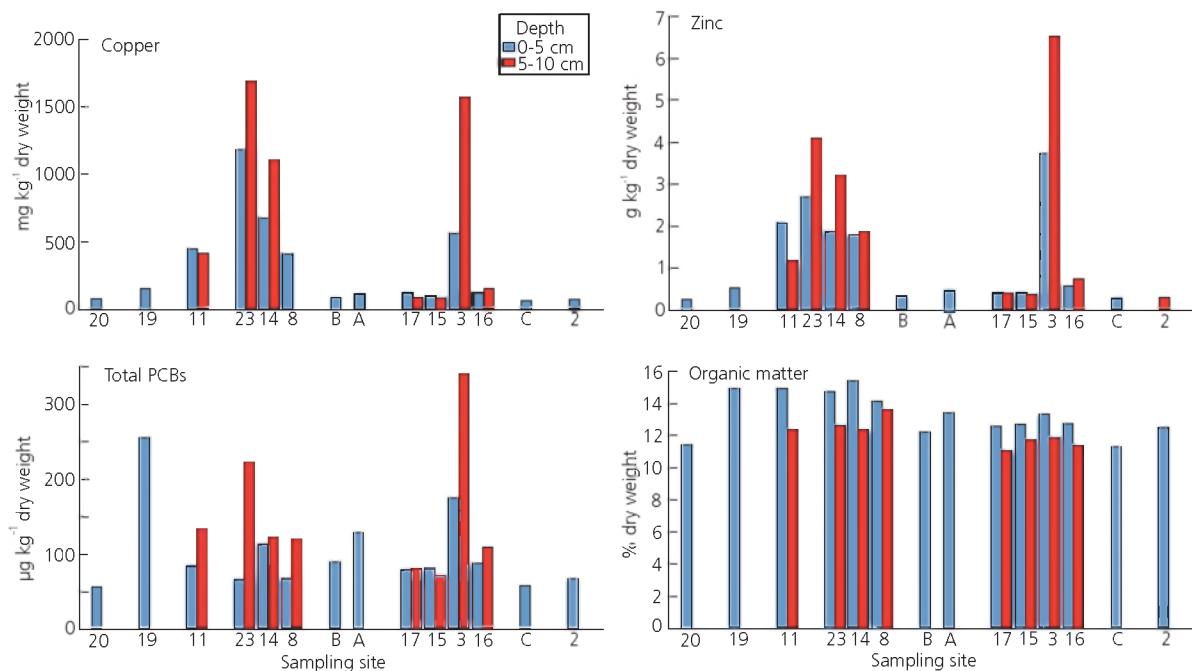 Copper
Depth
0-5 cm
5-10 cm
mg kg⁻¹ dry weight
2000
1500
1000
500
0
20 19 11 23 14 8 B A 17 15 3 16 C 2
Zinc
g kg⁻¹ dry weight
7
6
5
4
3
2
1
0
20 19 11 23 14 8 B A 17 15 3 16 C 2
Total PCBs
µg kg⁻¹ dry weight
300
200
100
0
20 19 11 23 14 8 B A 17 15 3 16 C 2
Sampling site
Organic matter
% dry weight
16
14
12
10
8
6
4
2
0
20 19 11 23 14 8 B A 17 15 3 16 C 2
Sampling site